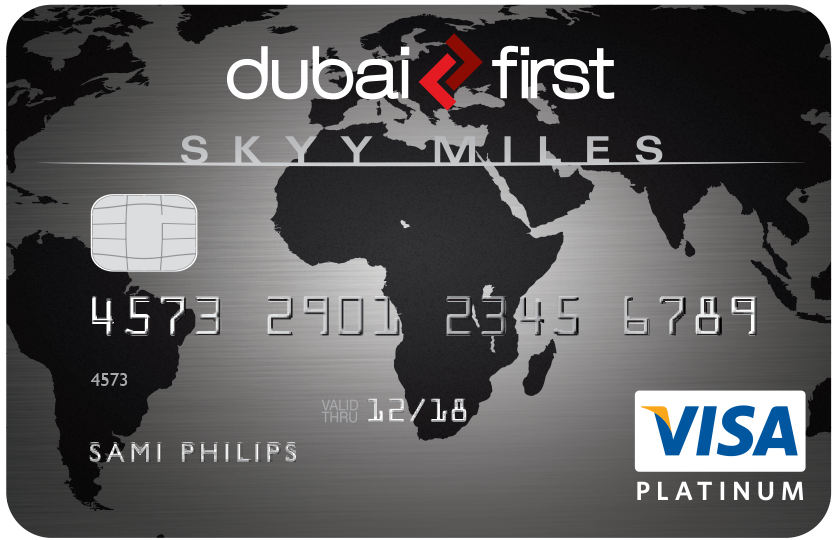 dubai first
SKYY MILES
4573 2901 2345 6789
4573
VALID THRU 12/18
SAMI PHILIPS
VISA
PLATINUM